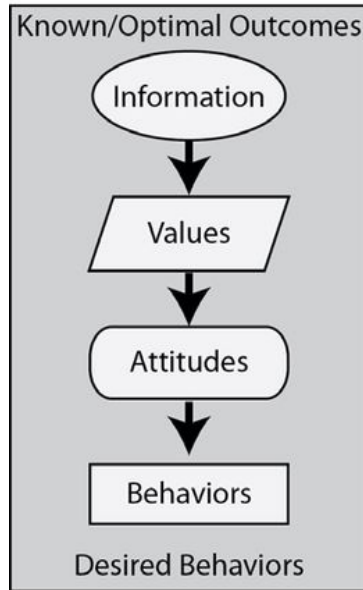 Known/Optimal Outcomes
Information
Values
Attitudes
Behaviors
Desired Behaviors